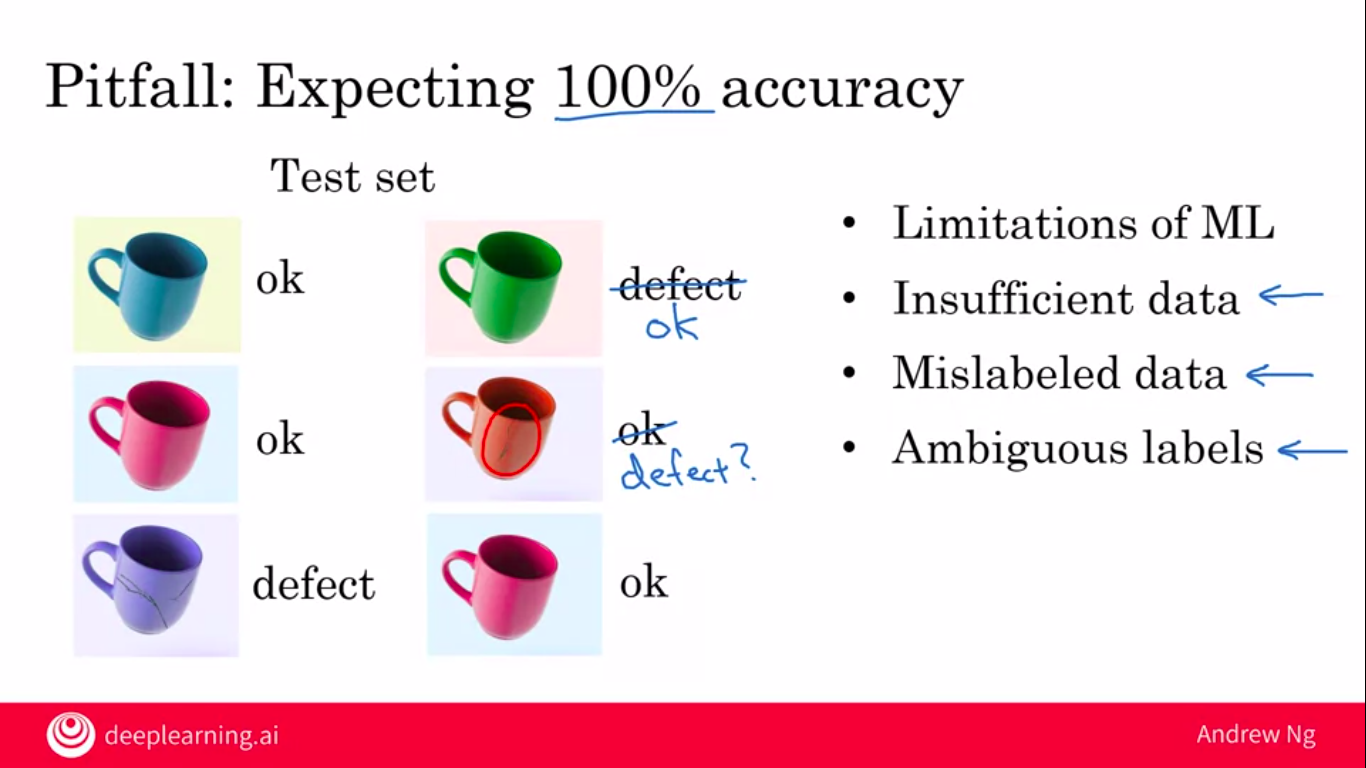 Pitfall: Expecting 100% accuracy
Test set
ok
defect
ok
ok
ok
defect?
defect
ok
• Limitations of ML
• Insufficient data
• Mislabeled data
• Ambiguous labels
deeplearning.ai
Andrew Ng